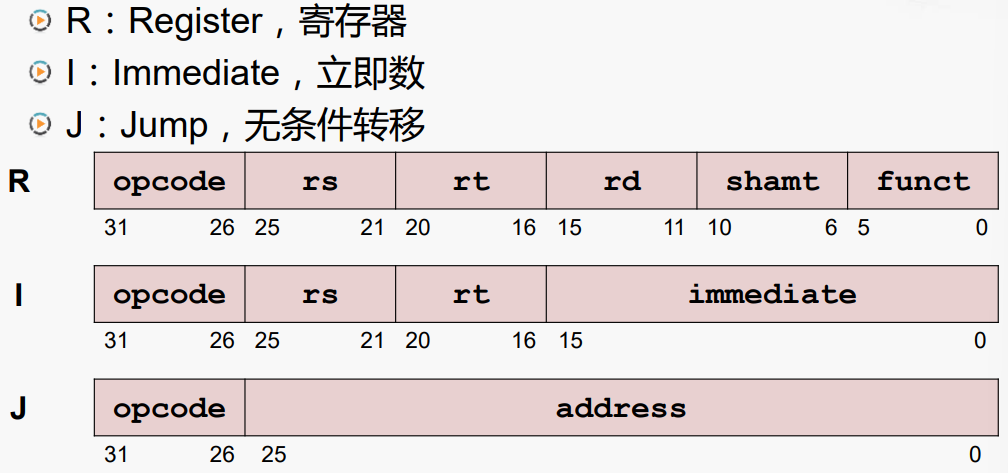 R：Register，寄存器
I：Immediate，立即数
J：Jump，无条件转移
R opcode rs rt rd shamt funct
31 26 25 21 20 16 15 11 10 6 5 0
I opcode rs rt immediate
31 26 25 21 20 16 15 0
J opcode address
31 26 25 0